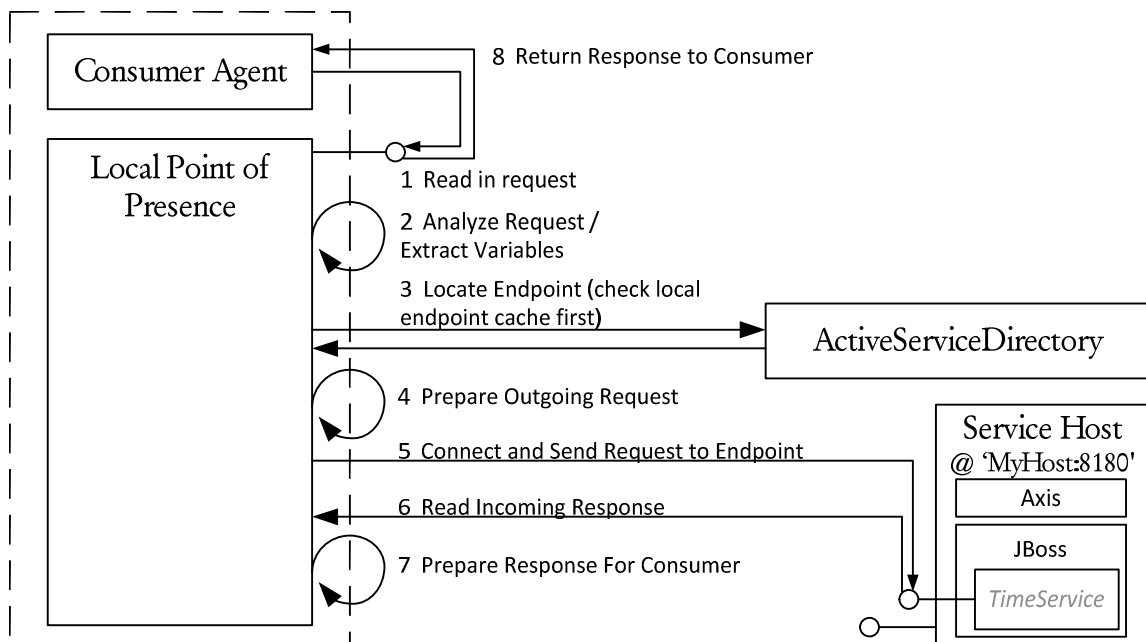 8 Return Response to Consumer
Consumer Agent
Local Point of
Presence
1 Read in request
2 Analyze Request /
Extract Variables
3 Locate Endpoint (check local
endpoint cache first)
ActiveServiceDirectory
4 Prepare Outgoing Request
5 Connect and Send Request to Endpoint
6 Read Incoming Response
7 Prepare Response For Consumer
Service Host
@ ‘MyHost:8180'
Axis
JBoss
TimeService